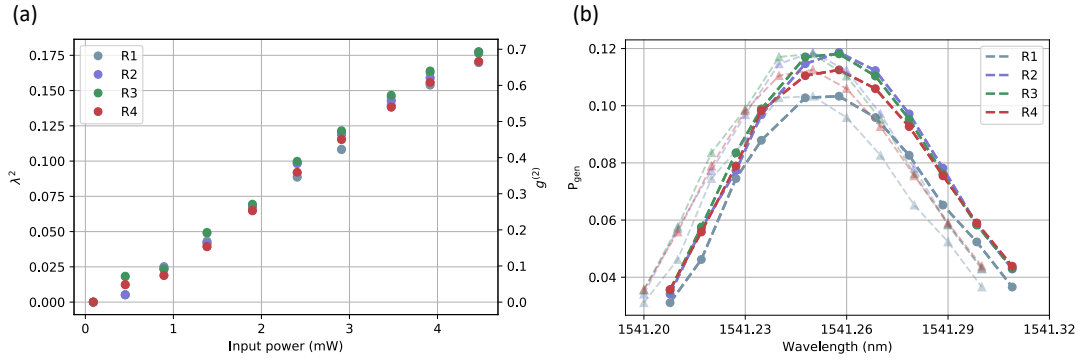 (a)
(b)
0.175
0.150
0.125
0.100
0.075
0.050
0.025
0.000
λ²
R1
R2
R3
R4
0.7
0.6
0.5
0.4
0.3
0.2
0.1
0.0
g⁽²⁾
0
1
2
3
4
Input power (mW)
0.12
0.10
0.08
0.06
0.04
P_gen
R1
R2
R3
R4
1541.20
1541.23
1541.26
1541.29
1541.32
Wavelength (nm)